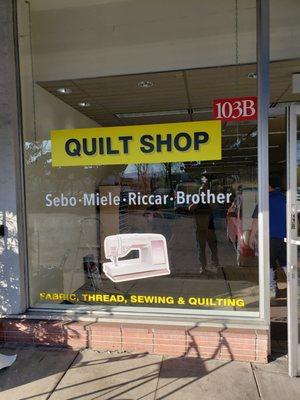 103B
QUILT SHOP
Sebo · Miele · Riccar · Brother
FABRIC, THREAD, SEWING & QUILTING